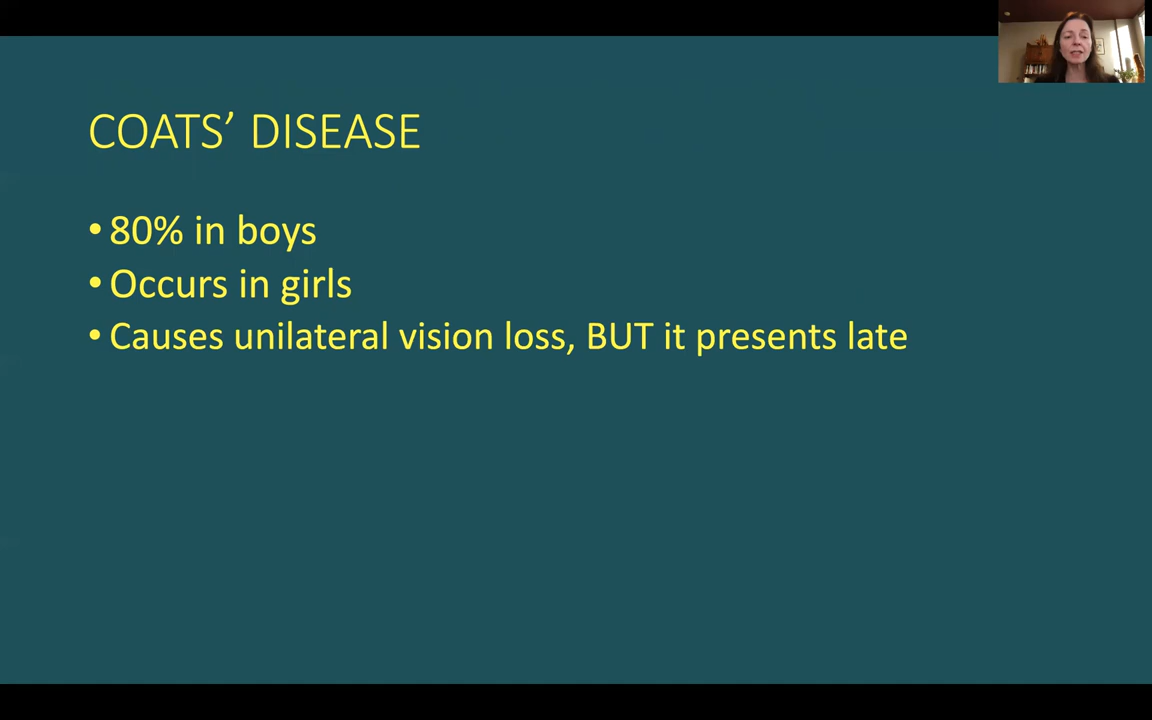 COATS’ DISEASE
•80% in boys
•Occurs in girls
•Causes unilateral vision loss, BUT it presents late